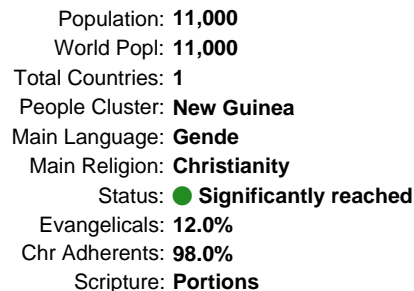 Population: 11,000
World Popl: 11,000
Total Countries: 1
People Cluster: New Guinea
Main Language: Gende
Main Religion: Christianity
Status: Significantly reached
Evangelicals: 12.0%
Chr Adherents: 98.0%
Scripture: Portions